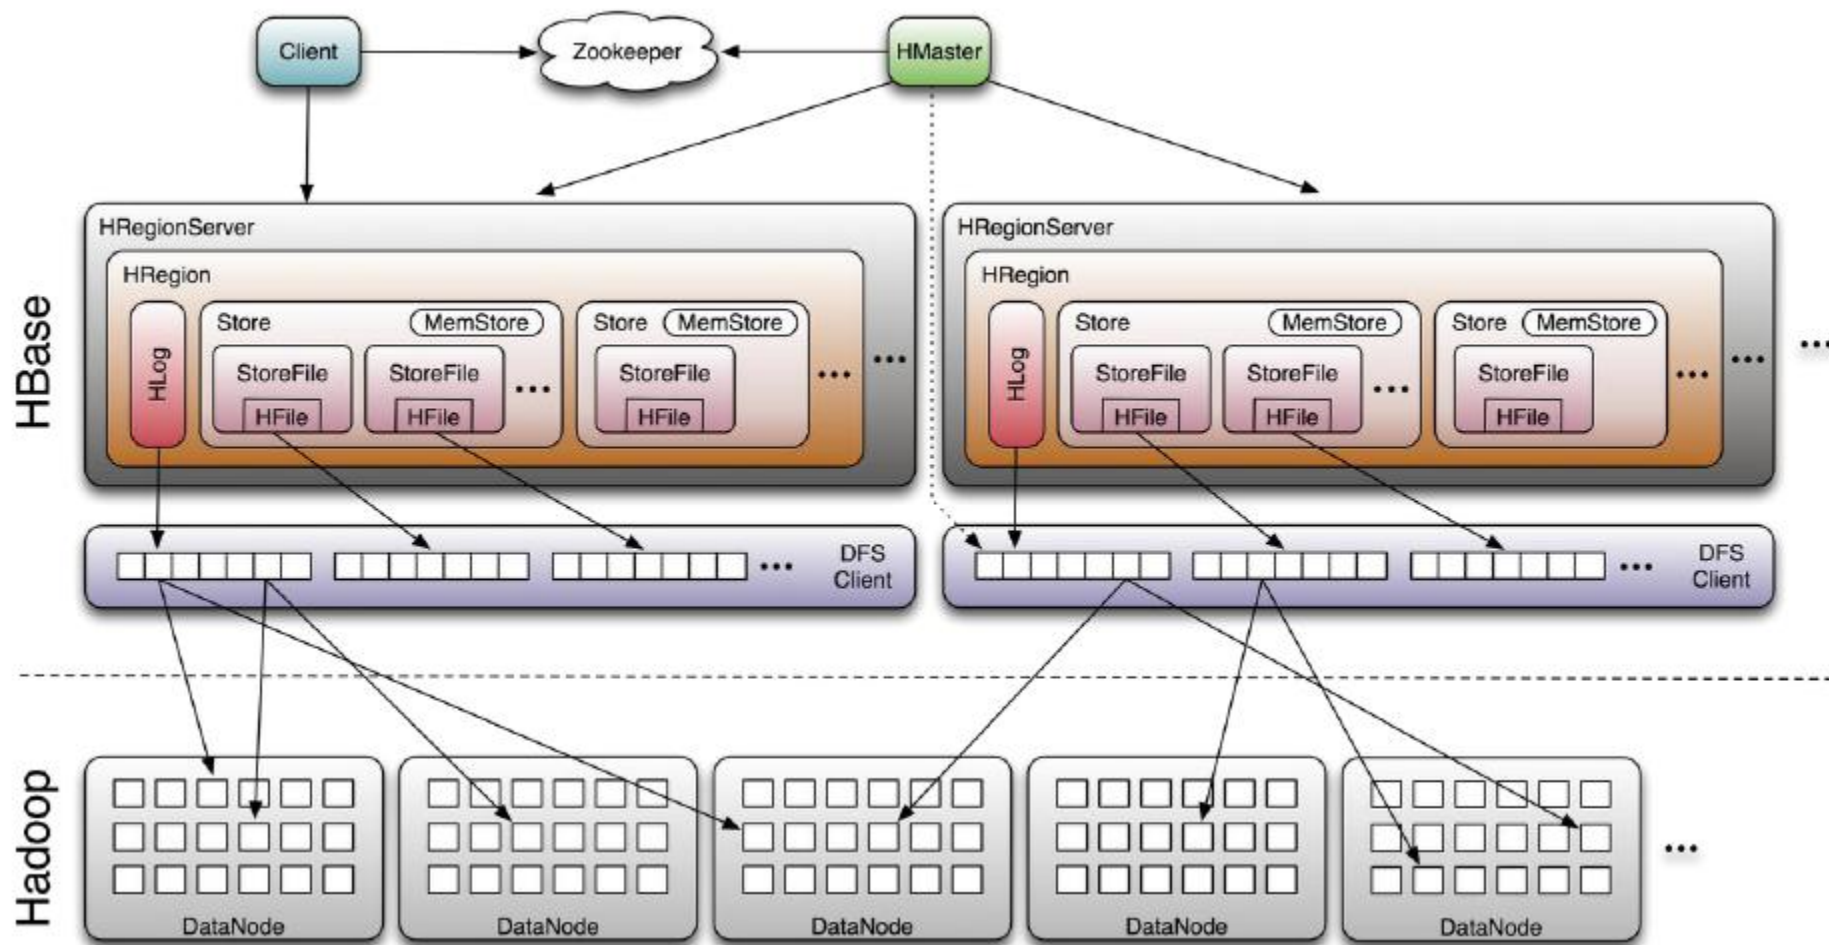 Client
Zookeeper
HMaster
HBase
HRegionServer
HRegion
HLog
Store
MemStore
StoreFile
HFile
StoreFile
HFile
...
Store
MemStore
StoreFile
HFile
...
...
HRegionServer
HRegion
HLog
Store
MemStore
StoreFile
HFile
StoreFile
HFile
...
Store
MemStore
StoreFile
HFile
...
...
...
...
DFS
Client
...
DFS
Client
Hadoop
DataNode
DataNode
DataNode
DataNode
DataNode
...